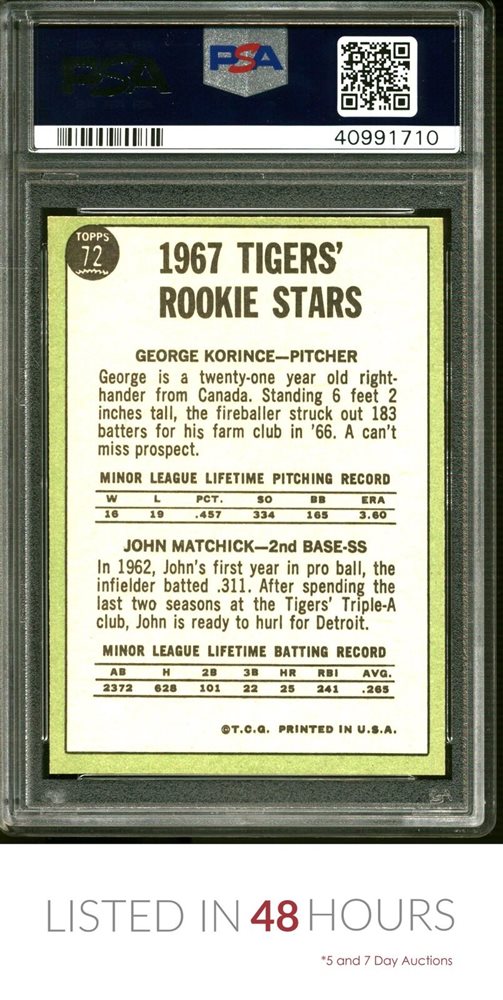 PSA
PSA
40991710
TOPPS
72
1967 TIGERS'
ROOKIE STARS
GEORGE KORINCE—PITCHER
George is a twenty-one year old right-
hander from Canada. Standing 6 feet 2
inches tall, the fireballer struck out 183
batters for his farm club in '66. A can't
miss prospect.
MINOR LEAGUE LIFETIME PITCHING RECORD
W L PCT. SO BB ERA
16 19 .457 334 165 3.60
JOHN MATCHICK—2nd BASE-SS
In 1962, John's first year in pro ball, the
infielder batted .311. After spending the
last two seasons at the Tigers' Triple-A
club, John is ready to hurl for Detroit.
MINOR LEAGUE LIFETIME BATTING RECORD
AB H 2B 3B HR RBI AVG.
2372 628 101 22 25 241 .265
©T.C.G. PRINTED IN U.S.A.
LISTED IN 48 HOURS
*5 and 7 Day Auctions